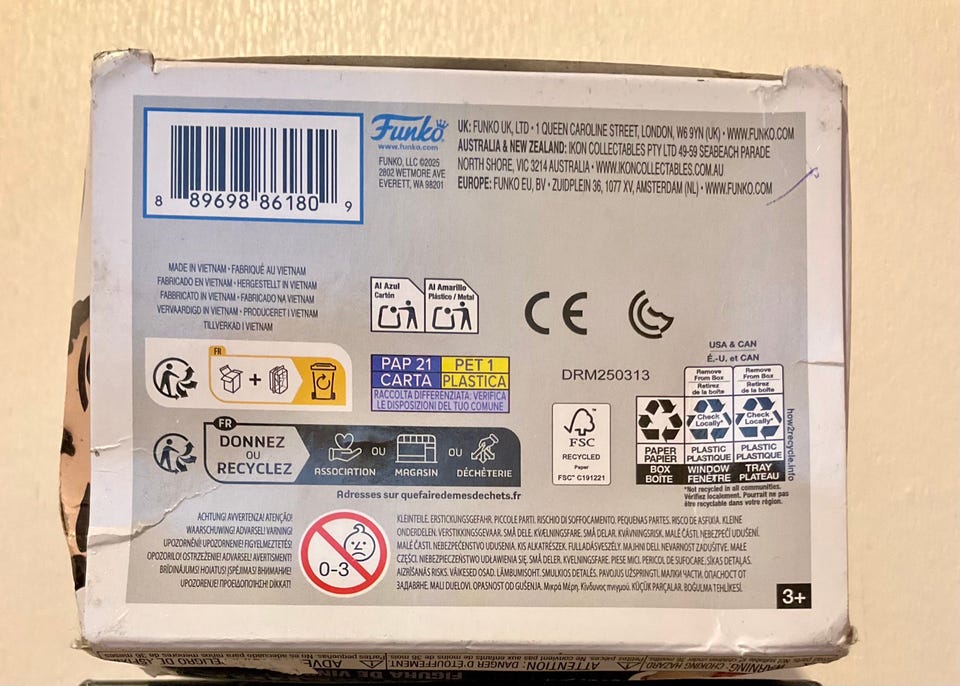 8 89698 86180 9
Funko
www.funko.com
FUNKO, LLC ©2025
2802 WETMORE AVE
EVERETT, WA 98201
UK: FUNKO UK, LTD • 1 QUEEN CAROLINE STREET, LONDON, W6 9YN (UK) • WWW.FUNKO.COM
AUSTRALIA & NEW ZEALAND: IKON COLLECTABLES PTY LTD 49-59 SEABEACH PARADE
NORTH SHORE, VIC 3214 AUSTRALIA • WWW.IKONCOLLECTABLES.COM.AU
EUROPE: FUNKO EU, BV • ZUIDPLEIN 36, 1077 XV, AMSTERDAM (NL) • WWW.FUNKO.COM
MADE IN VIETNAM • FABRIQUÉ AU VIETNAM
FABRICADO EN VIETNAM • HERGESTELLT IN VIETNAM
FABBRICATO IN VIETNAM • FABRICADO NA VIETNAM
VERVAARDIGD IN VIETNAM • PRODUCERET I VIETNAM
TILLVERKAD I VIETNAM
Al Azul
Cartón
Al Amarillo
Plástico / Metal
CE
FR
+
PAP 21
PET 1
CARTA
PLASTICA
RACCOLTA DIFFERENZIATA: VERIFICA
LE DISPOSIZIONI DEL TUO COMUNE
DRM250313
FSC
RECYCLED
Paper
FSC™ C191221
USA & CAN
É.-U. et CAN
Remove
From Box
Retirez
de la boîte
Remove
From Box
Retirez
de la boîte
Check
Locally*
Check
Locally*
PAPER
PAPIER
PLASTIC
PLASTIQUE
PLASTIC
PLASTIQUE
BOX
BOÎTE
WINDOW
FENÊTRE
TRAY
PLATEAU
*Not recycled in all communities.
Vérifiez localement. Pourrait ne pas
être recyclable dans votre région.
how2recycle.info
FR
DONNEZ
OU
RECYCLEZ
ASSOCIATION
OU
MAGASIN
OU
DÉCHÈTERIE
Adresses sur quefairedemesdechets.fr
ACHTUNG! AVVERTENZA! ATENÇÃO!
WAARSCHUWING! ADVARSEL! VARNING!
UPOZORNĚNÍ! UPOZORNENIE! FIGYELMEZTETÉS!
OPOZORILO! OSTRZEŻENIE! ADVARSEL! AVERTISMENT!
BRĪDINĀJUMS! HOIATUS! ĮSPĖJIMAS! ВНИМАНИЕ!
UPOZORENJE! ΠΡΟΕΙΔΟΠΟΙΗΣΗ! DİKKAT!
0-3
KLEINTEILE. ERSTICKUNGSGEFAHR. PICCOLE PARTI. RISCHIO DI SOFFOCAMENTO. PEQUENAS PARTES. RISCO DE ASFIXIA. KLEINE
ONDERDELEN. VERSTIKKINGSGEVAAR. SMÅ DELE. KVÆLNINGSFARE. SMÅ DELAR. KVÄVNINGSRISK. MALÉ ČÁSTI. NEBEZPEČÍ UDUŠENÍ.
MALÉ ČASTI. NEBEZPEČENSTVO UDUSENIA. KIS ALKATRÉSZEK. FULLADÁSVESZÉLY. MAJHNI DELI. NEVARNOST ZADUŠITVE. MAŁE
CZĘŚCI. NIEBEZPIECZEŃSTWO UDŁAWIENIA SIĘ. SMÅ DELER. KVELNINGSFARE. PIESE MICI. PERICOL DE SUFOCARE. SĪKAS DETAĻAS.
AIZRĪŠANĀS RISKS. VÄIKESED OSAD. LÄMBUMISOHT. SMULKIOS DETALĖS. PAVOJUS UŽSPRINGTI. МАЛКИ ЧАСТИ. ОПАСНОСТ ОТ
ЗАДАВЯНЕ. MALI DIJELOVI. OPASNOST OD GUŠENJA. Μικρά Μέρη. Κίνδυνος πνιγμού. KÜÇÜK PARÇALAR. BOĞULMA TEHLİKESİ.
3+
WARNING: CHOKING HAZARD
ATTENTION : DANGER D'ÉTOUFFEMENT
FIGURA DE VIN
ADVE